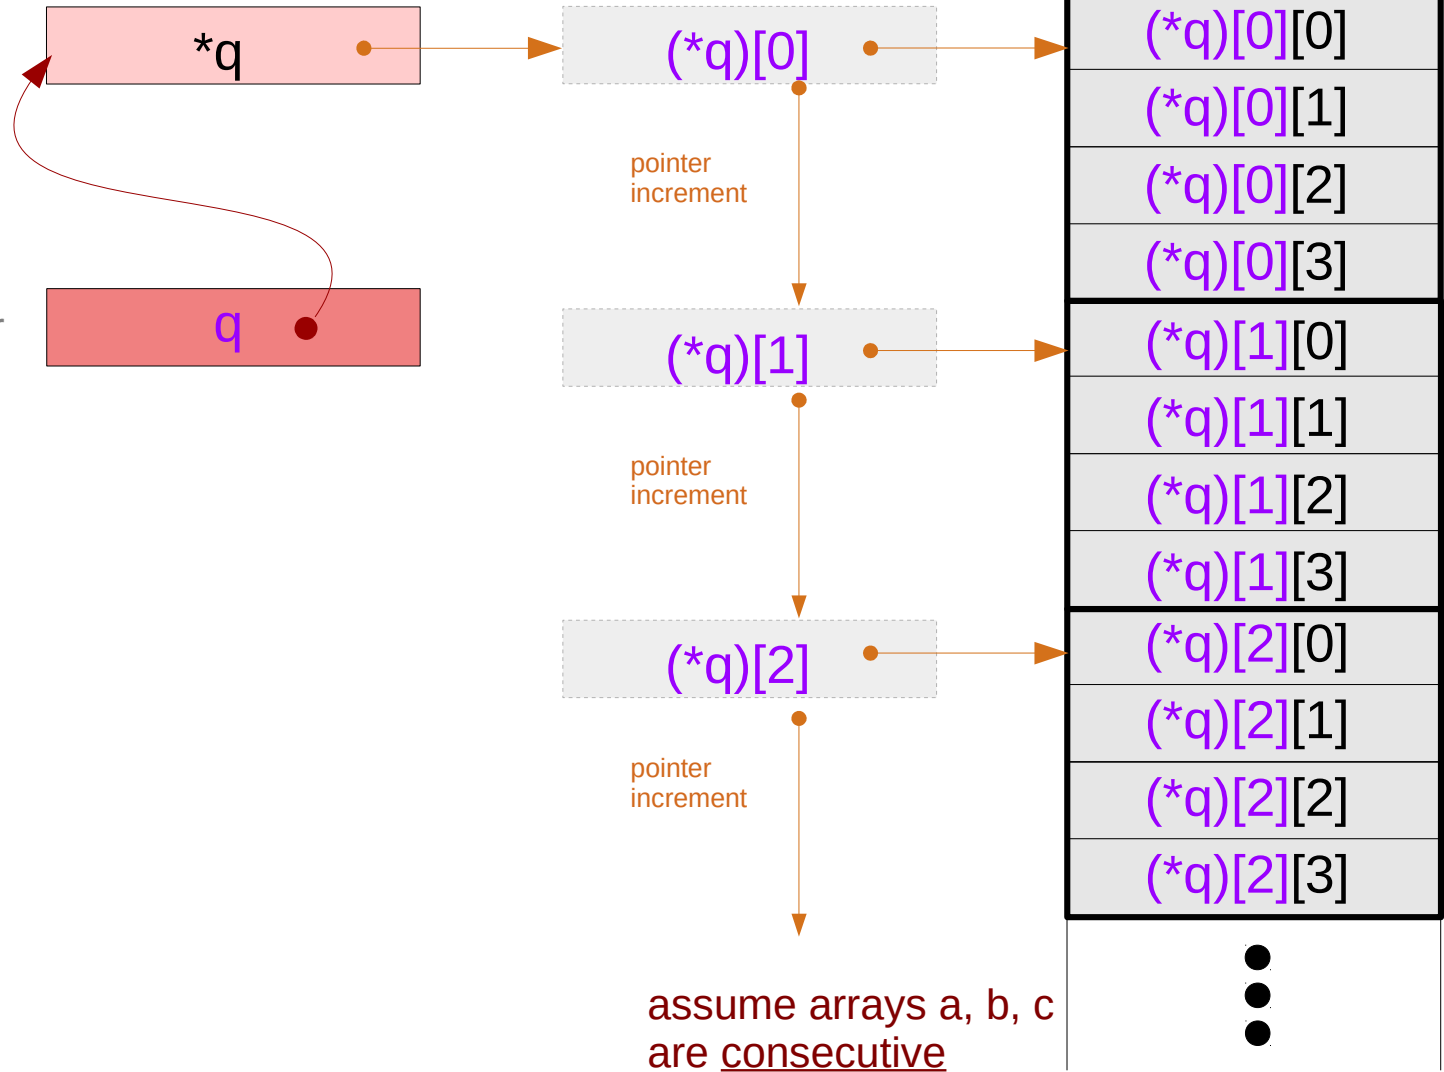 *q
(*q)[0]
(*q)[0][0]
(*q)[0][1]
pointer
increment
(*q)[0][2]
(*q)[0][3]
q
(*q)[1]
(*q)[1][0]
(*q)[1][1]
pointer
increment
(*q)[1][2]
(*q)[1][3]
(*q)[2]
(*q)[2][0]
(*q)[2][1]
pointer
increment
(*q)[2][2]
(*q)[2][3]
assume arrays a, b, c
are consecutive